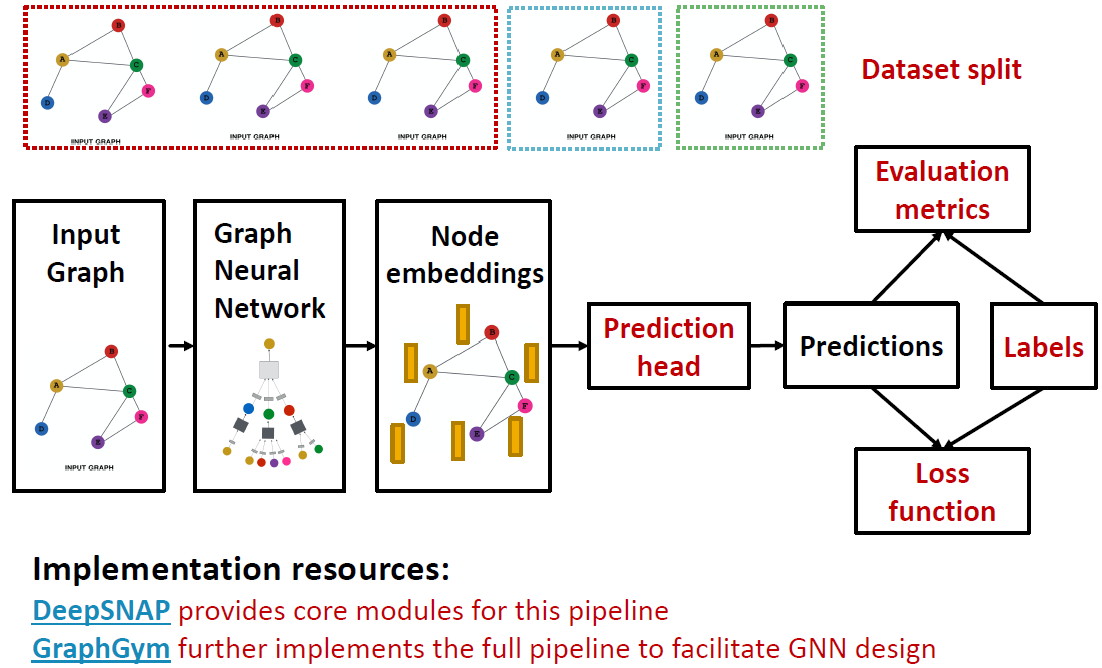 B B B B B
A A A A A
C C C C C
F F F F F
D D D D D
E E E E E
INPUT GRAPH INPUT GRAPH INPUT GRAPH INPUT GRAPH INPUT GRAPH
Dataset split
Input
Graph
B
A
C
F
D
E
INPUT GRAPH
Graph
Neural
Network
Node
embeddings
B
A
C
F
D
E
Prediction
head
Predictions
Labels
Evaluation
metrics
Loss
function
Implementation resources:
DeepSNAP provides core modules for this pipeline
GraphGym further implements the full pipeline to facilitate GNN design